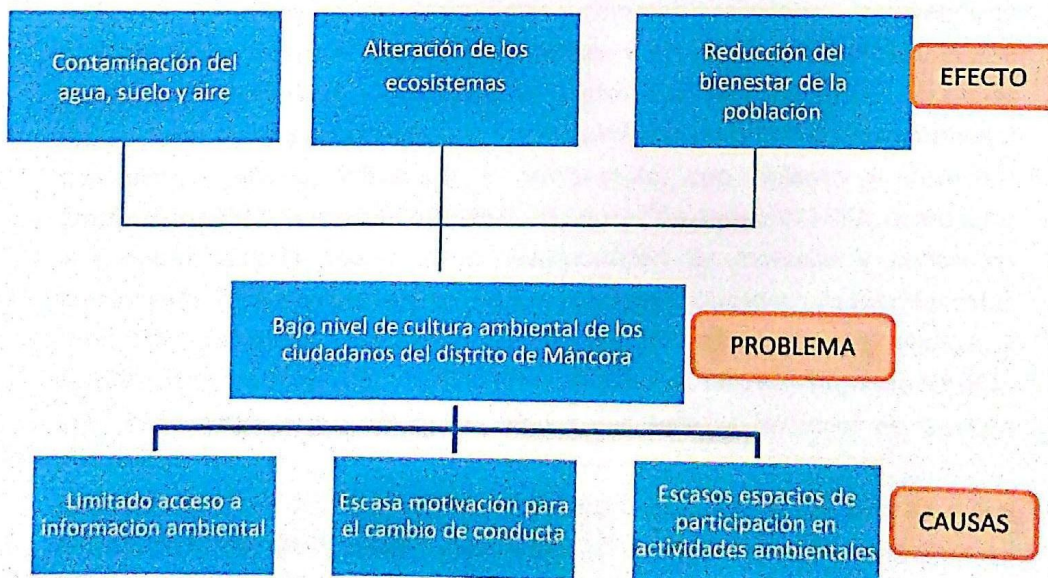 Contaminación del
agua, suelo y aire
Alteración de los
ecosistemas
Reducción del
bienestar de la
población
EFECTO
Bajo nivel de cultura ambiental de los
ciudadanos del distrito de Máncora
PROBLEMA
Limitado acceso a
información ambiental
Escasa motivación para
el cambio de conducta
Escasos espacios de
participación en
actividades ambientales
CAUSAS